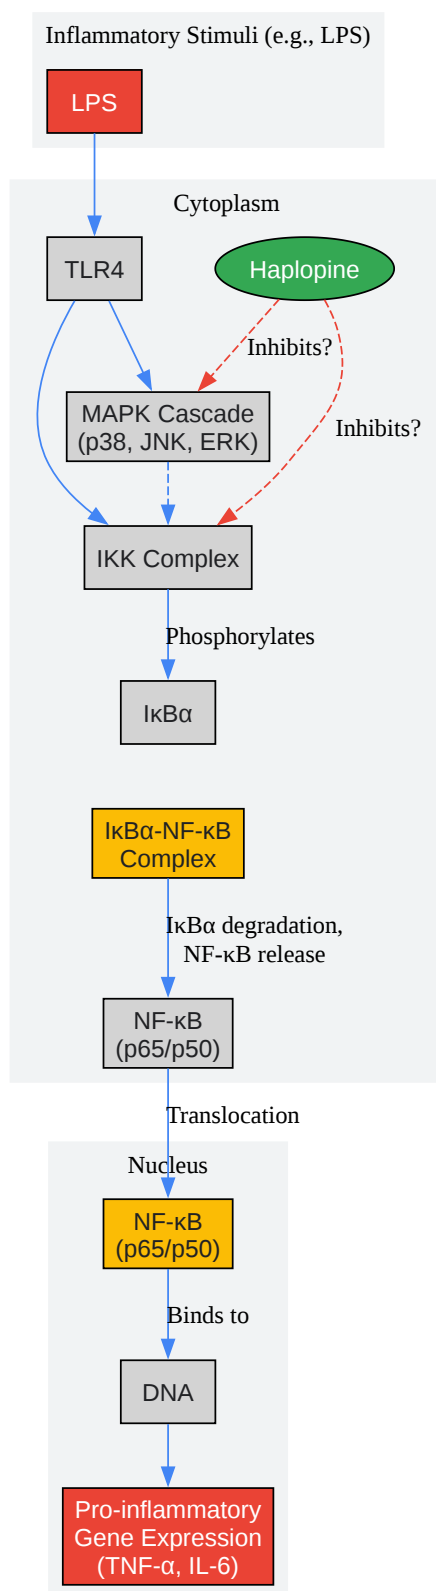 Inflammatory Stimuli (e.g., LPS)
LPS
Cytoplasm
TLR4
Haplopine
Inhibits?
MAPK Cascade
(p38, JNK, ERK)
Inhibits?
IKK Complex
Phosphorylates
IκBα
IκBα-NF-κB
Complex
IκBα degradation,
NF-κB release
NF-κB
(p65/p50)
Translocation
Nucleus
NF-κB
(p65/p50)
Binds to
DNA
Pro-inflammatory
Gene Expression
(TNF-α, IL-6)